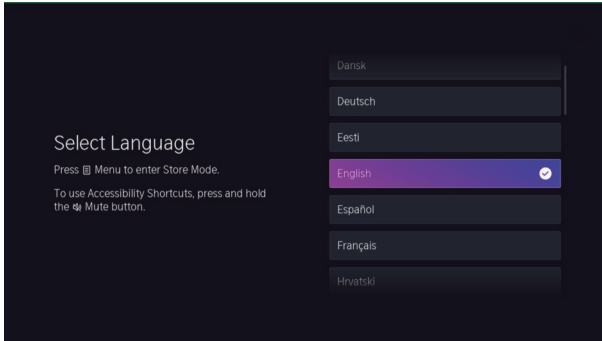 Select Language
Press Menu to enter Store Mode.
To use Accessibility Shortcuts, press and hold
the Mute button.
Dansk
Deutsch
Eesti
English
Español
Français
Hrvatski